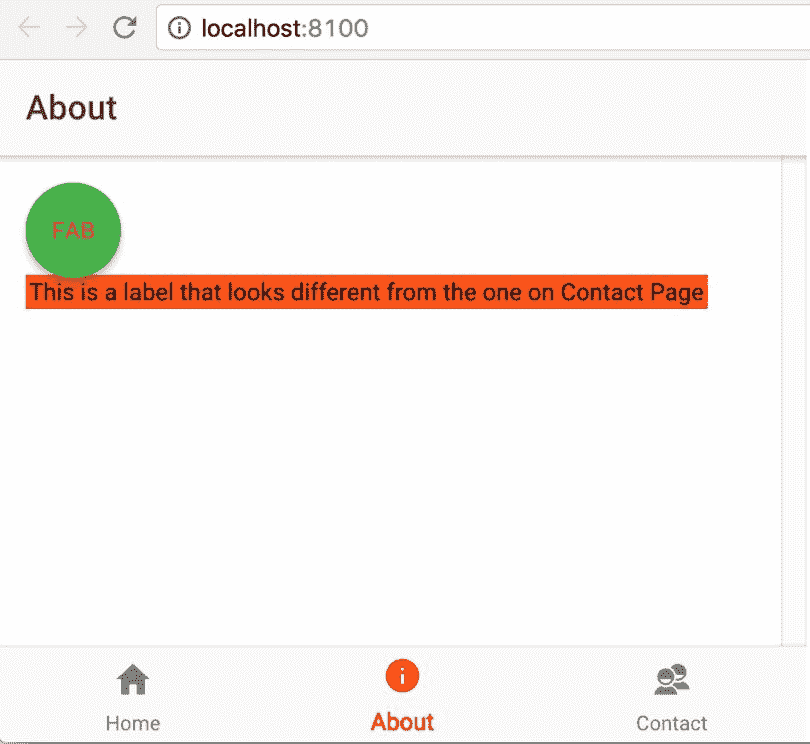 localhost:8100
About
FAB
This is a label that looks different from the one on Contact Page
Home About Contact